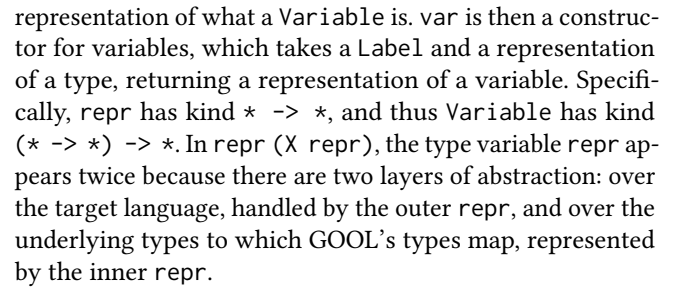 representation of what a Variable is. var is then a construc-
tor for variables, which takes a Label and a representation
of a type, returning a representation of a variable. Specifi-
cally, repr has kind * -> *, and thus Variable has kind
(* -> *) -> *. In repr (X repr), the type variable repr ap-
pears twice because there are two layers of abstraction: over
the target language, handled by the outer repr, and over the
underlying types to which GOOL's types map, represented
by the inner repr.